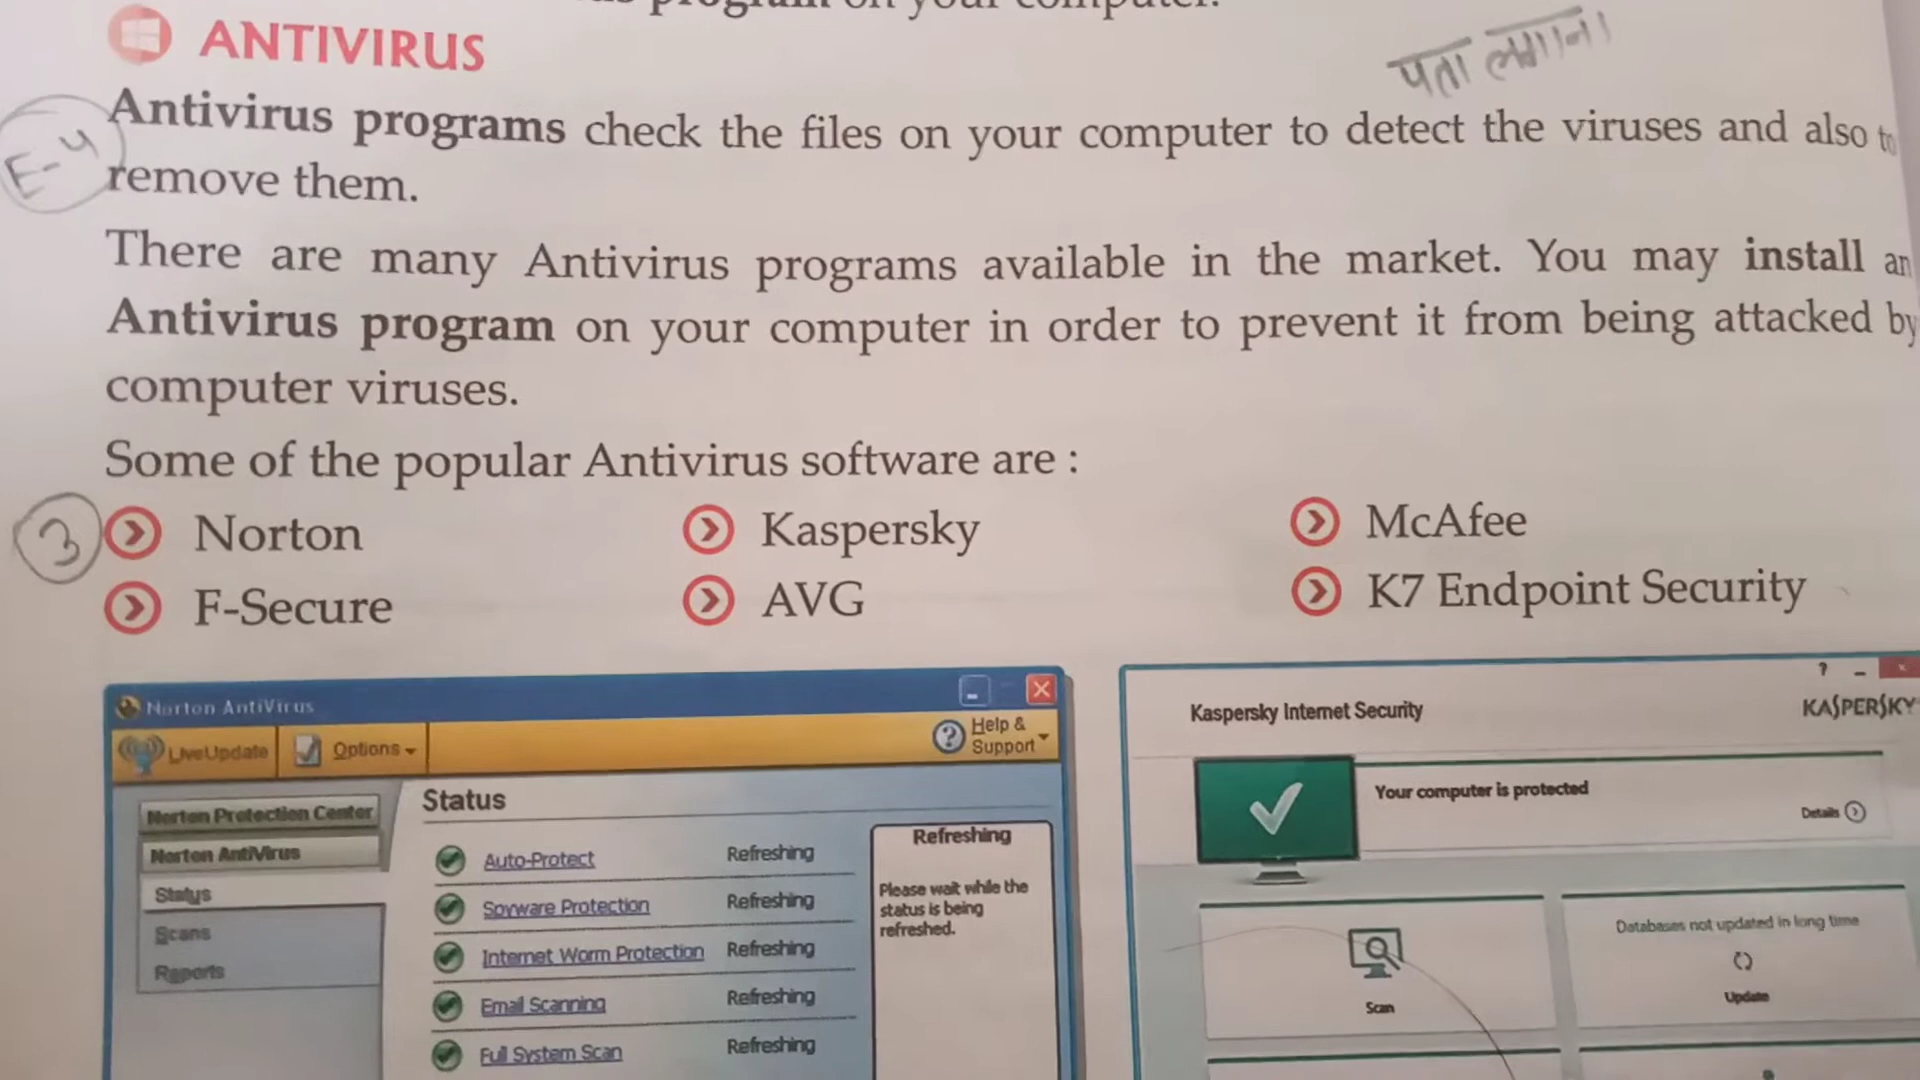 program on your computer.
ANTIVIRUS
पता लगाना
E-4
Antivirus programs check the files on your computer to detect the viruses and also to
remove them.
There are many Antivirus programs available in the market. You may install an
Antivirus program on your computer in order to prevent it from being attacked by
computer viruses.
Some of the popular Antivirus software are :
3
Norton Kaspersky McAfee
F-Secure AVG K7 Endpoint Security
Norton AntiVirus
LiveUpdate Options Help & Support
Norton Protection Center
Norton AntiVirus
Status
Scans
Reports
Status
Auto-Protect Refreshing
Spyware Protection Refreshing
Internet Worm Protection Refreshing
Email Scanning Refreshing
Full System Scan Refreshing
Refreshing
Please wait while the
status is being
refreshed.
? 
Kaspersky Internet Security KASPERSKY
Your computer is protected
Details
Databases not updated in long time
Scan Update